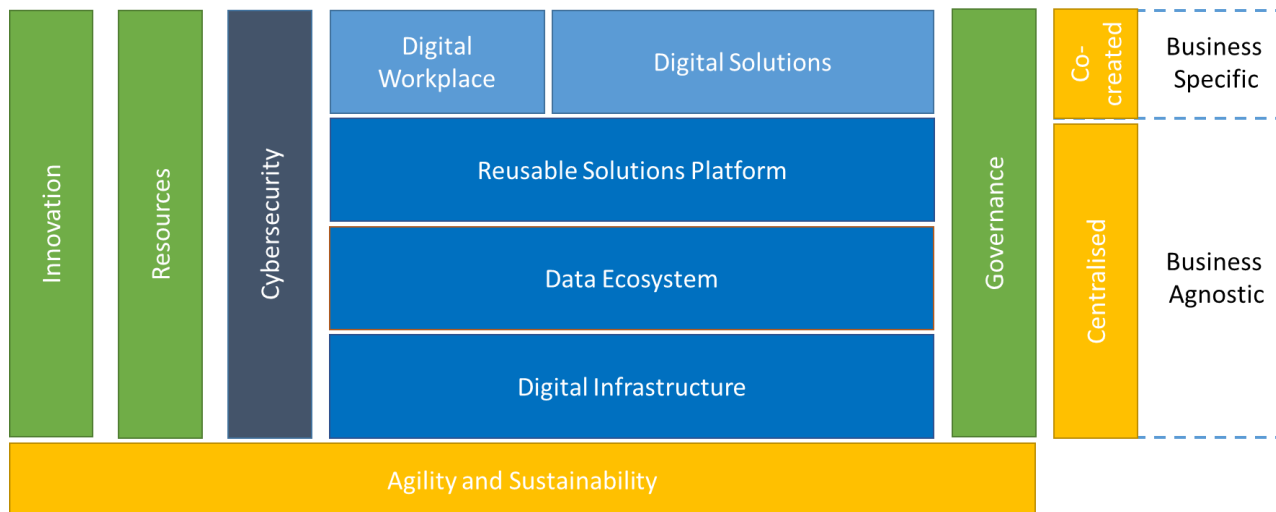 Innovation
Resources
Cybersecurity
Digital
Workplace
Digital Solutions
Reusable Solutions Platform
Data Ecosystem
Digital Infrastructure
Governance
Co-
created
Centralised
Business
Specific
Business
Agnostic
Agility and Sustainability